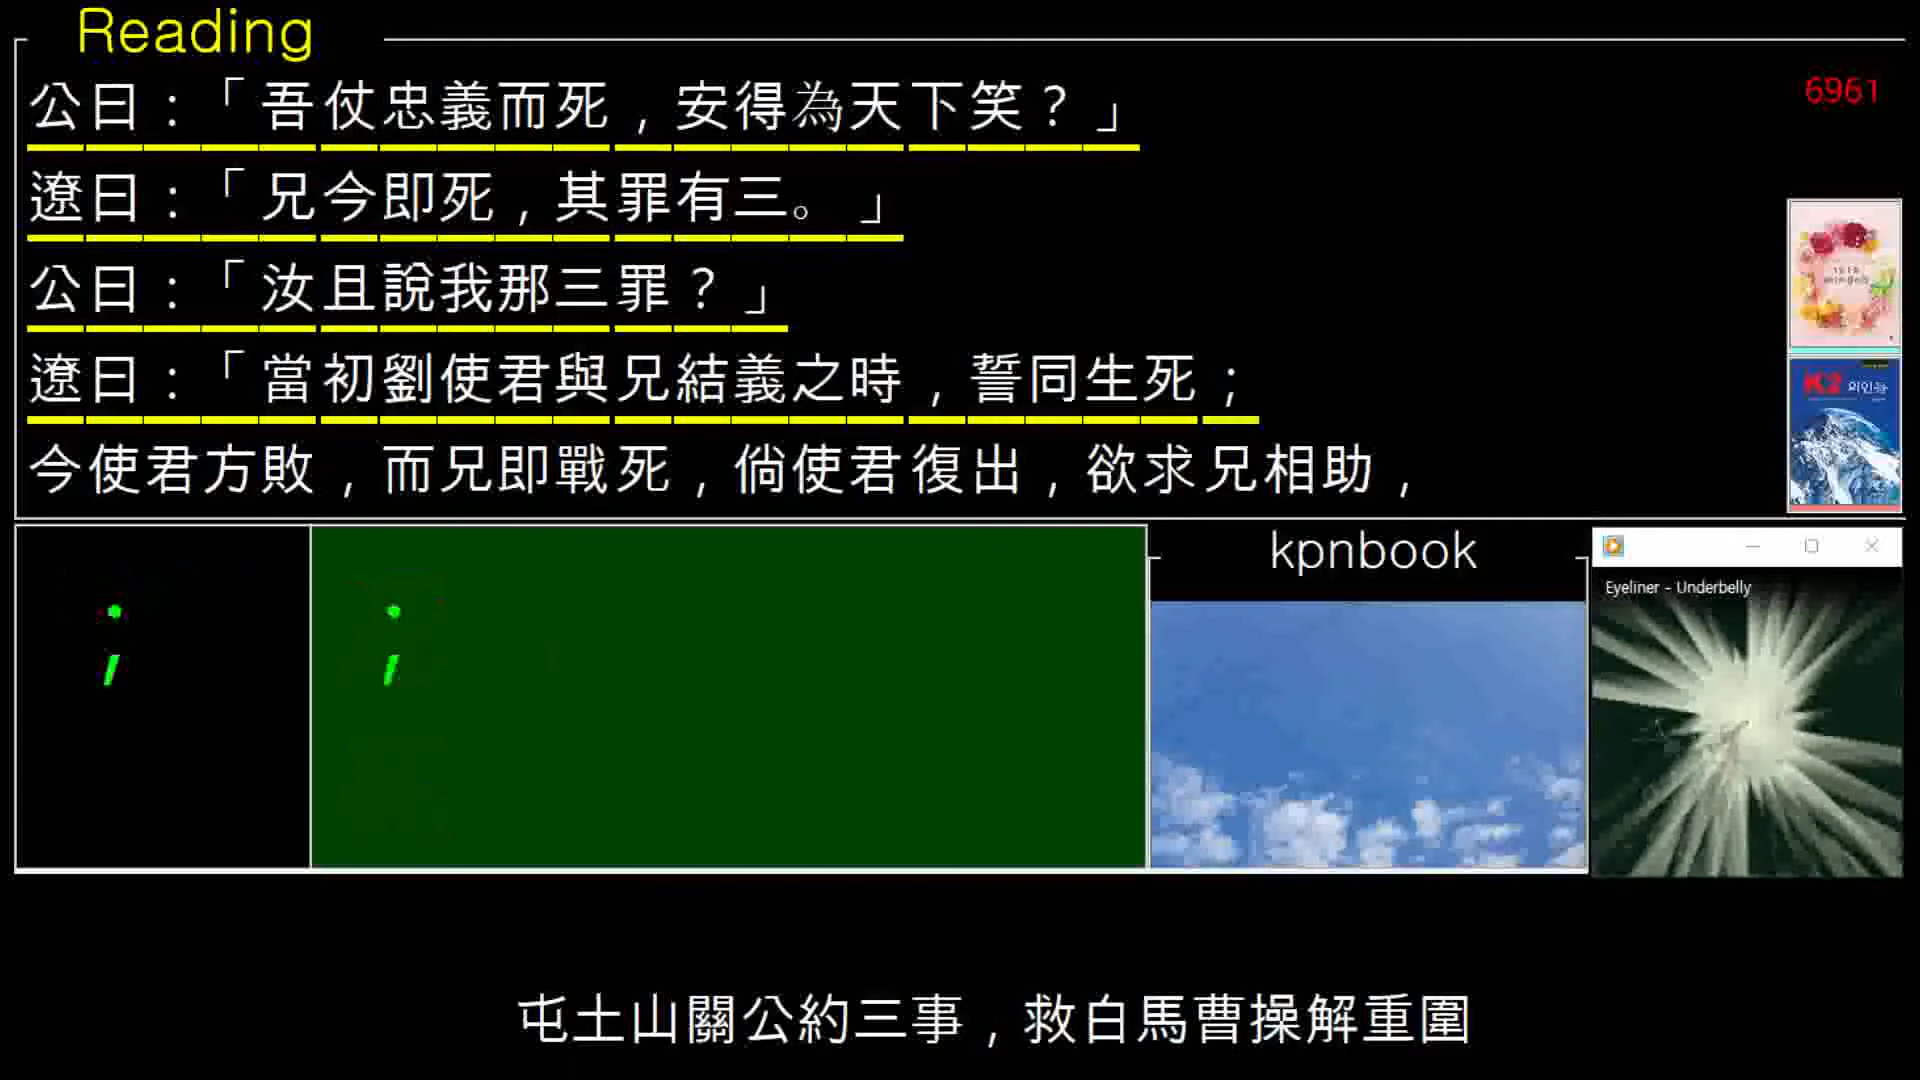 Reading
公曰：「吾仗忠義而死，安得為天下笑？」
6961
遼曰：「兄今即死，其罪有三。」
公曰：「汝且說我那三罪？」
遼曰：「當初劉使君與兄結義之時，誓同生死；
K2
今使君方敗，而兄即戰死，倘使君復出，欲求兄相助，
；
；
kpnbook
Eyeliner - Underbelly
屯土山關公約三事，救白馬曹操解重圍